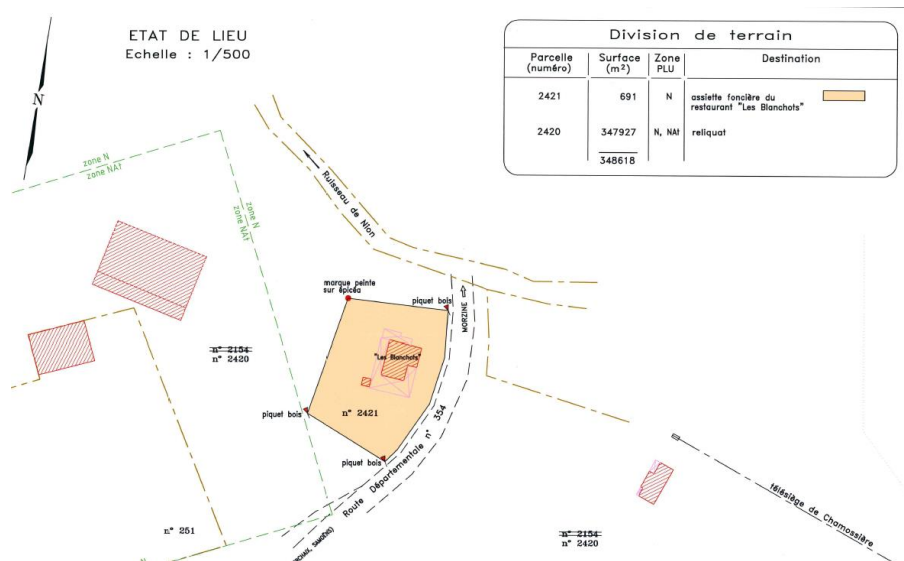 ETAT DE LIEU
Echelle : 1/500
N
Division de terrain
Parcelle
(numéro)
Surface
(m²)
Zone
PLU
Destination
2421
691
N
assiette foncière du
restaurant "Les Blanchots"
2420
347927
N, NAt
reliquat
348618
zone N
zone NAt
zone N
zone NAt
Ruisseau de Nion
marque peinte
sur épicéa
piquet bois
MORZINE
"Les Blanchots"
n° 2154
n° 2420
piquet bois
n° 2421
piquet bois
Route Départementale n° 354
SAMOËNS)
télésiège de Chamossière
n° 251
n° 2154
n° 2420
N